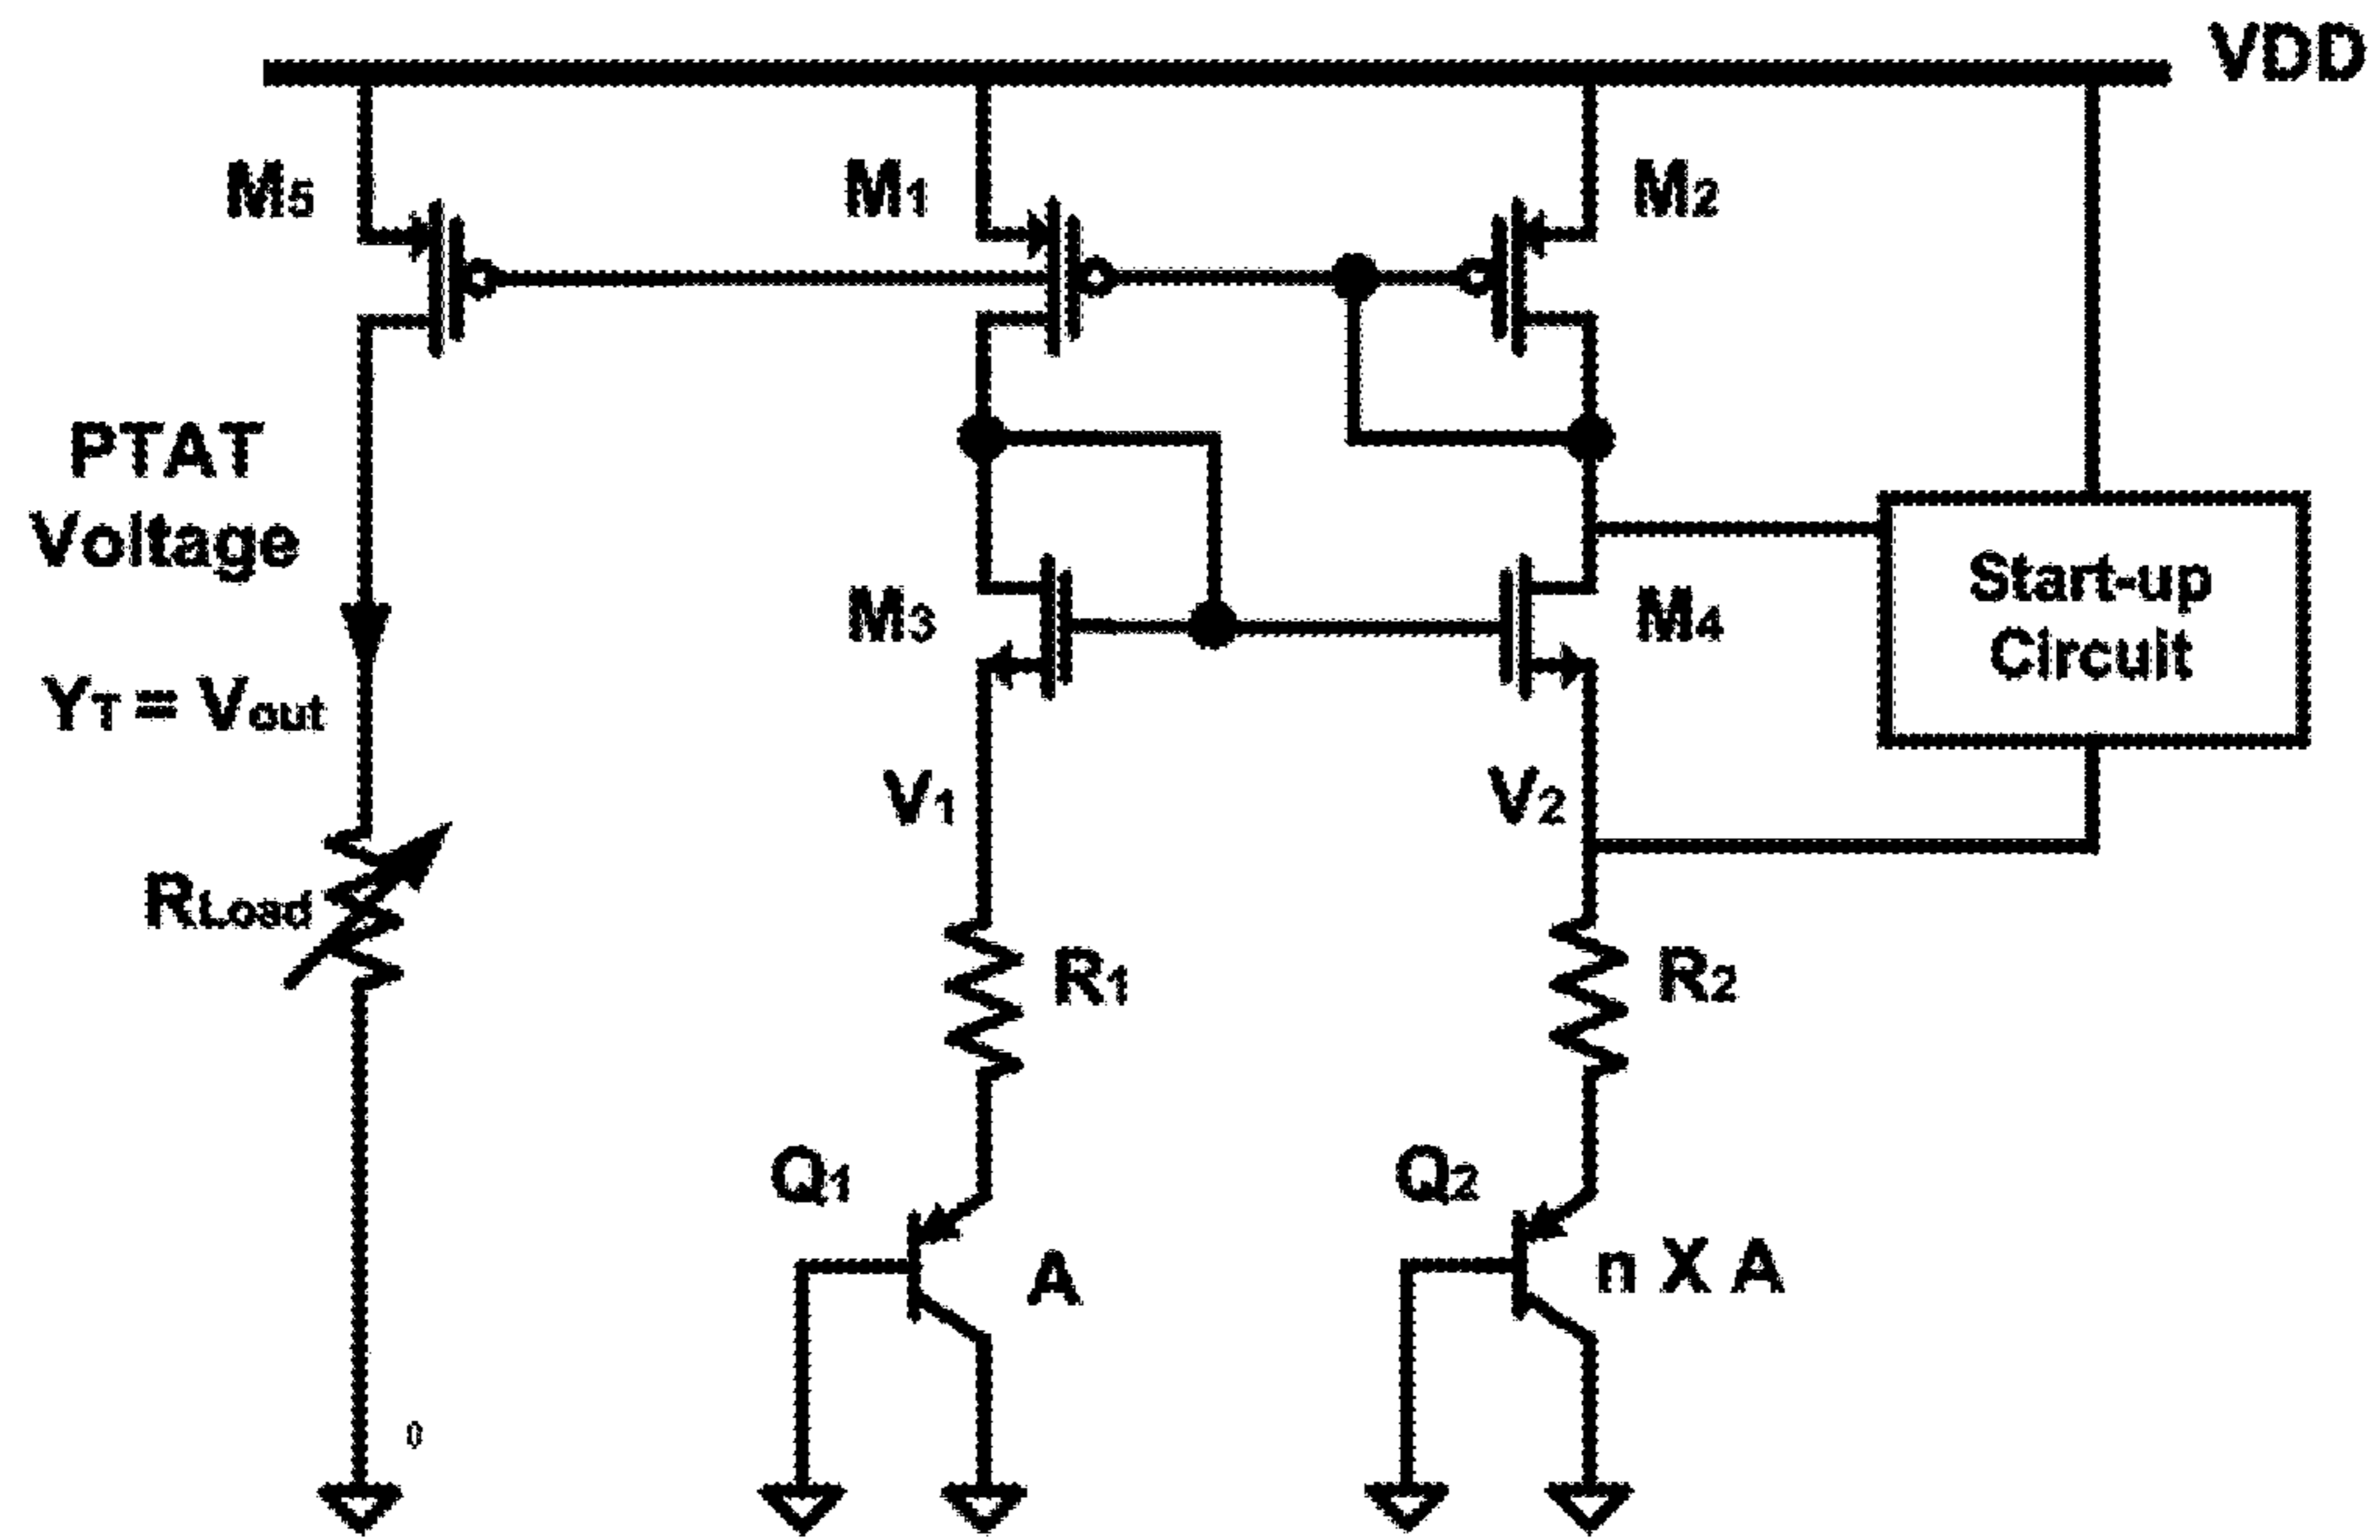 VDD
M5
M1
M2
PTAT
Voltage
YT = Vout
M3
M4
Start-up
Circuit
V1
V2
RLoad
R1
R2
Q1
A
Q2
n X A
0